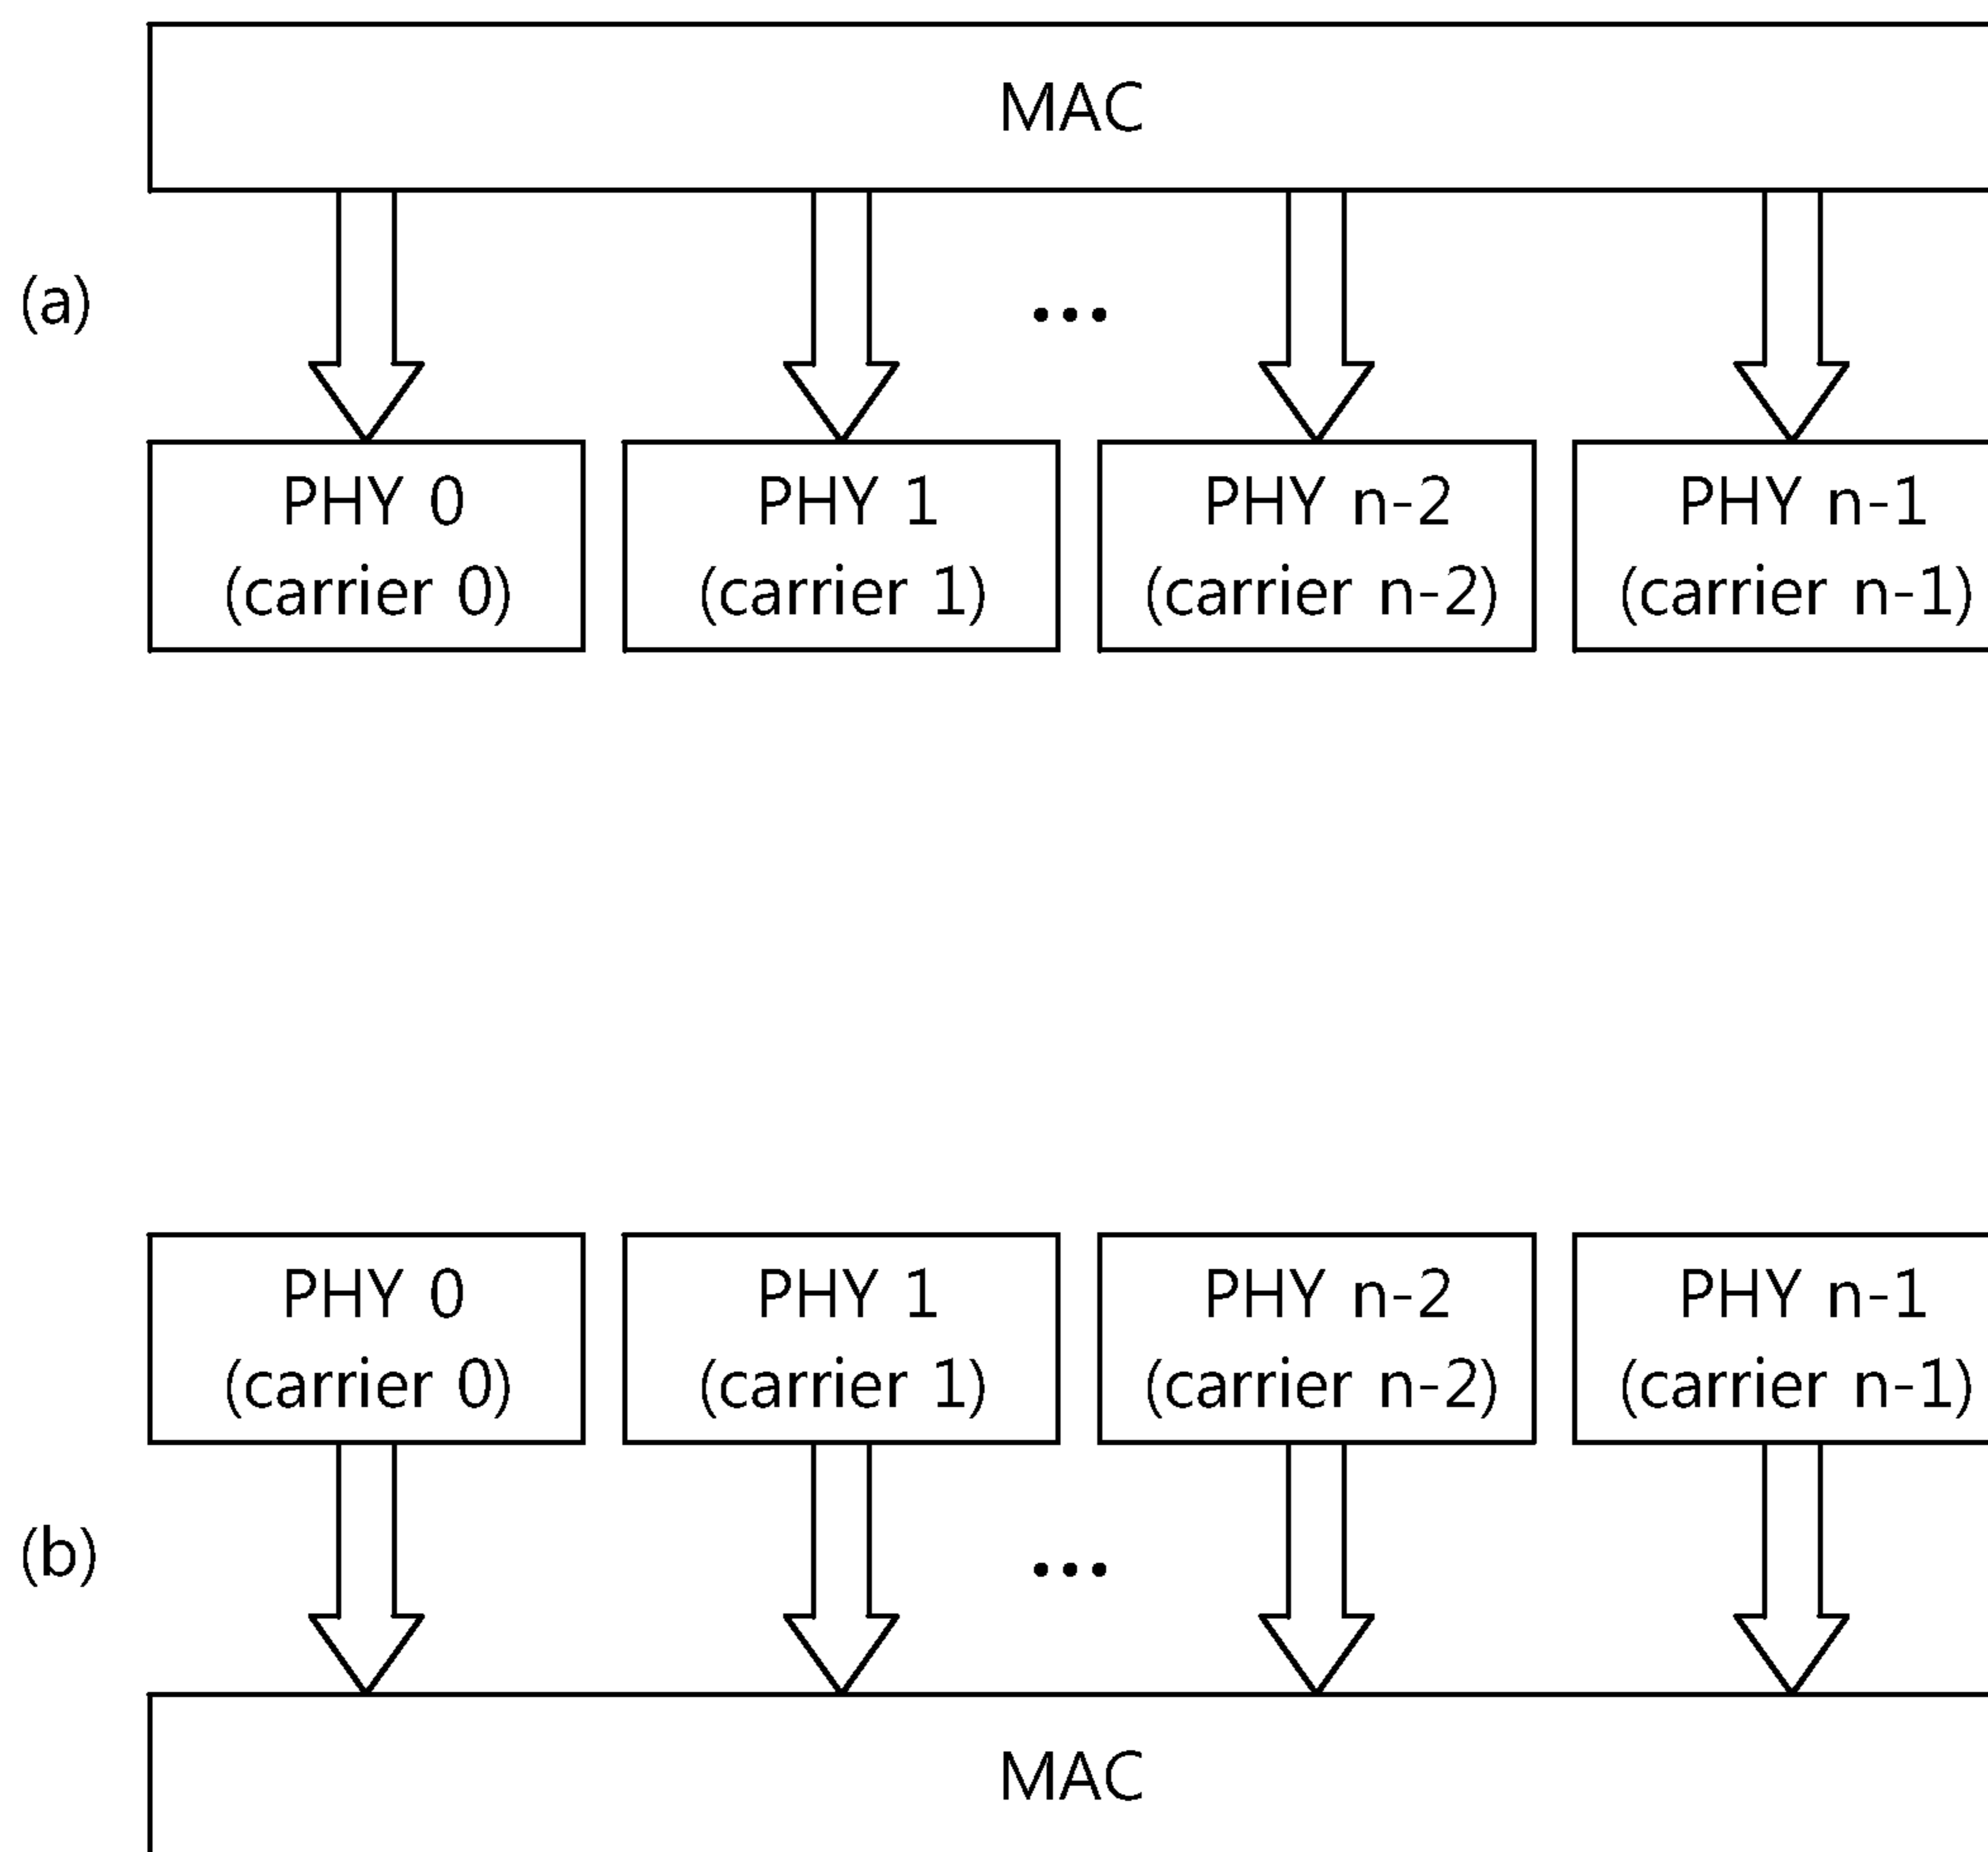 MAC
(a)
...
PHY 0
(carrier 0)
PHY 1
(carrier 1)
PHY n-2
(carrier n-2)
PHY n-1
(carrier n-1)
PHY 0
(carrier 0)
PHY 1
(carrier 1)
PHY n-2
(carrier n-2)
PHY n-1
(carrier n-1)
(b)
...
MAC